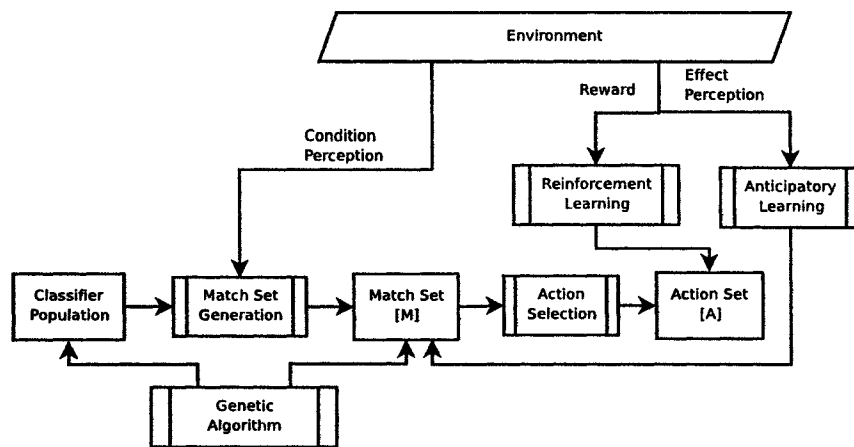 Environment
Reward
Effect
Perception
Condition
Perception
Reinforcement
Learning
Anticipatory
Learning
Classifier
Population
Match Set
Generation
Match Set
[M]
Action
Selection
Action Set
[A]
Genetic
Algorithm